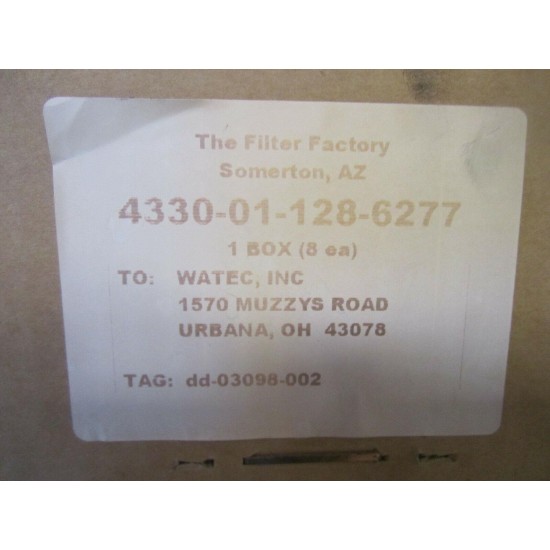 The Filter Factory
Somerton, AZ
4330-01-128-6277
1 BOX (8 ea)
TO: WATEC, INC
1570 MUZZYS ROAD
URBANA, OH 43078
TAG: dd-03098-002